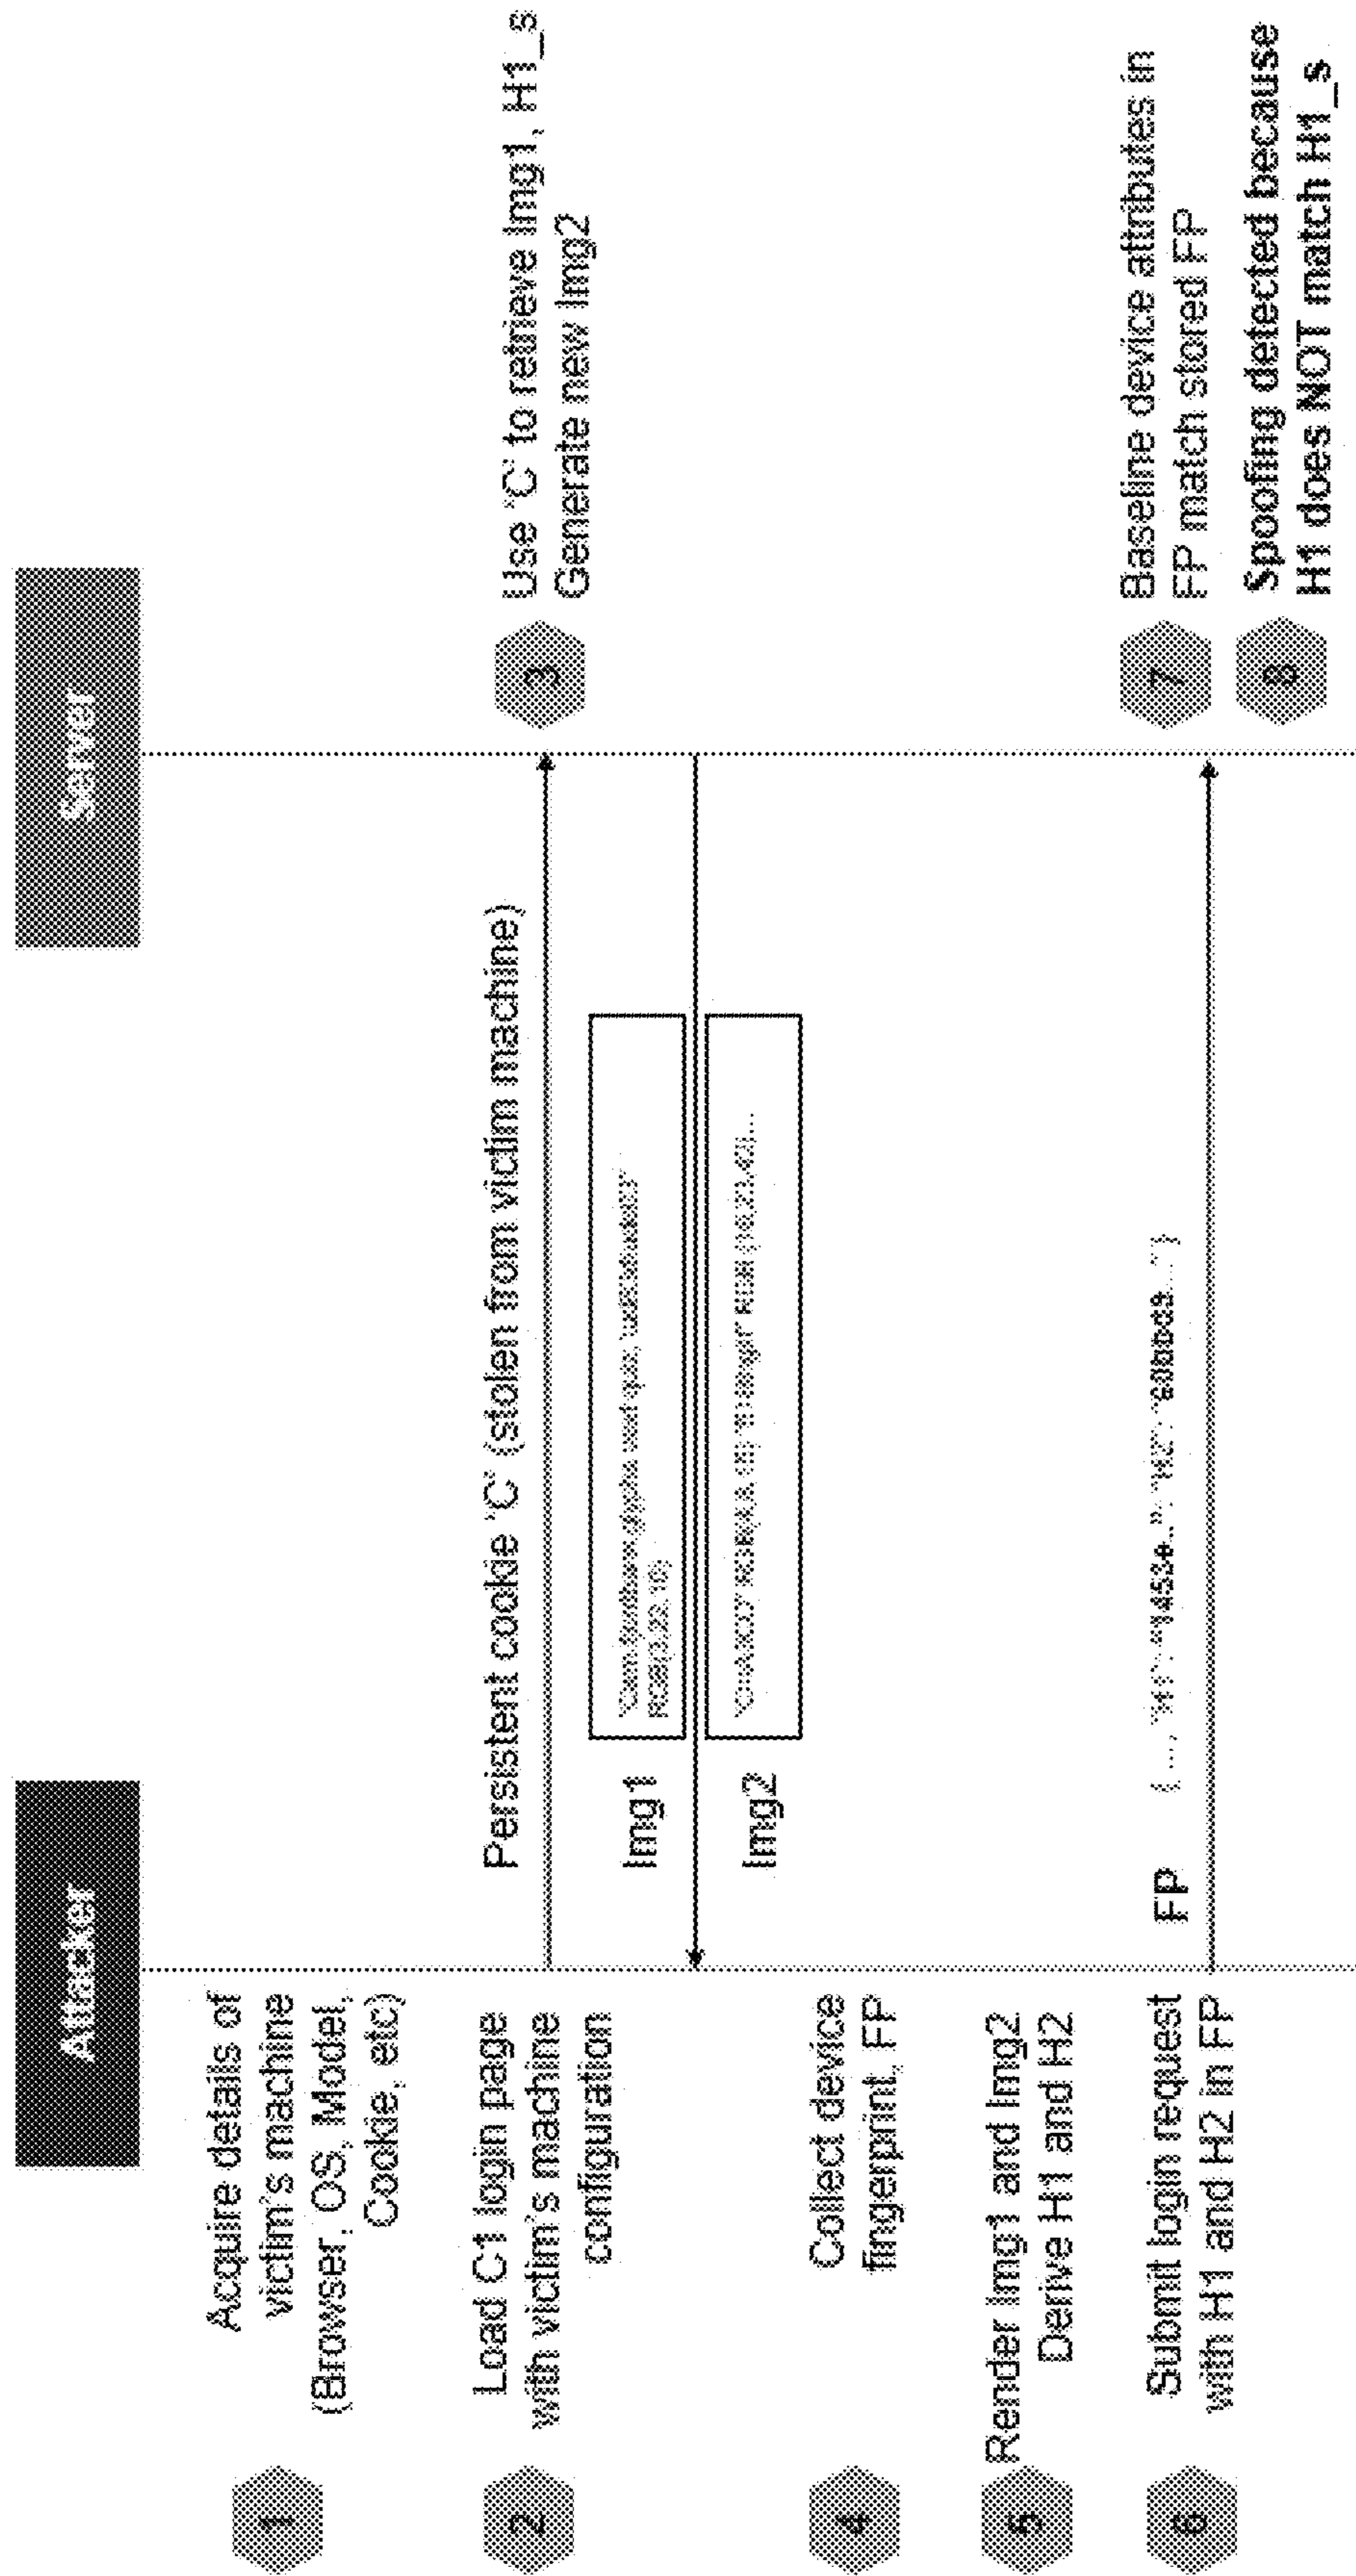 Attacker
Server
1
Acquire details of
victim's machine
(Browser, OS, Model,
Cookie, etc)
2
Load C1 login page
with victim's machine
configuration
Persistent cookie 'C' (stolen from victim machine)
3
Use 'C' to retrieve Img1, H1_s
Generate new Img2
Img1
Img2
4
Collect device
fingerprint, FP
5
Render Img1 and Img2
Derive H1 and H2
6
Submit login request
with H1 and H2 in FP
FP
7
Baseline device attributes in
FP match stored FP
8
Spoofing detected because
H1 does NOT match H1_s